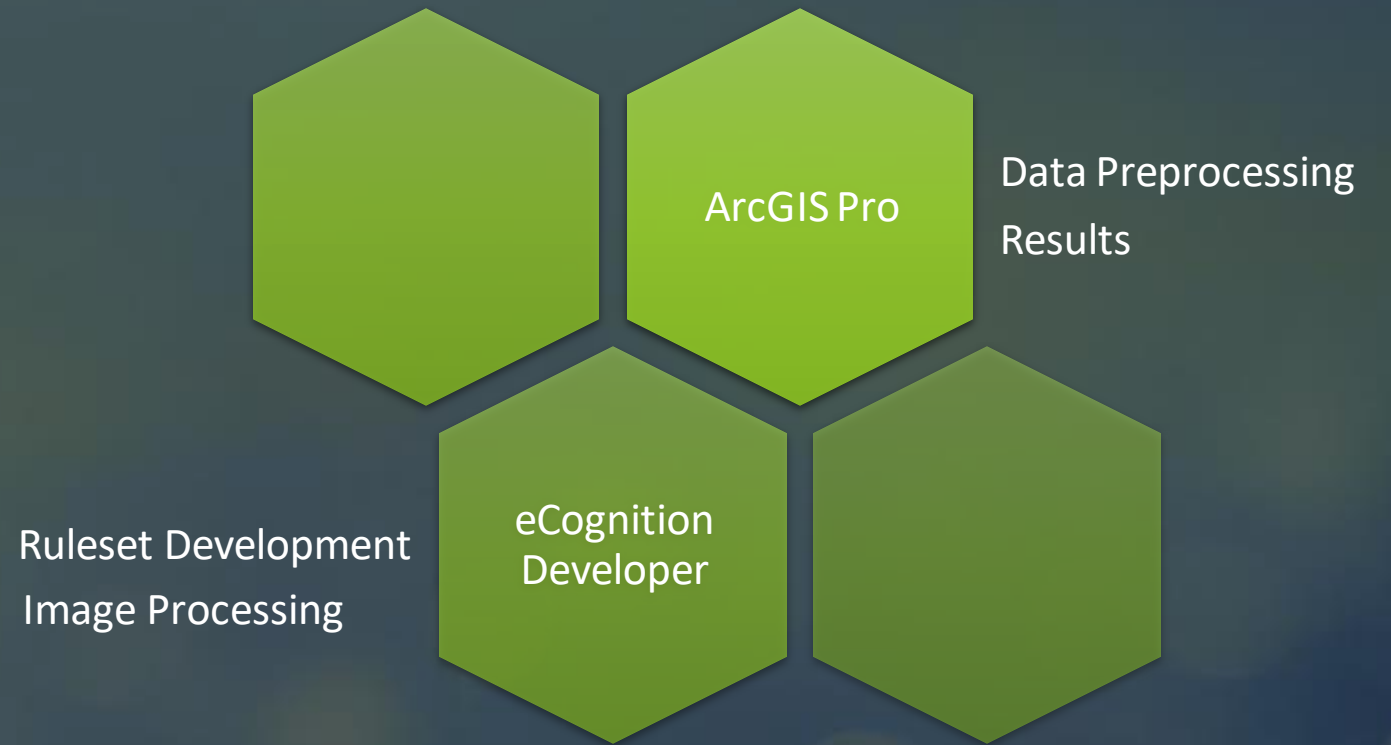 ArcGIS Pro
Data Preprocessing
Results
Ruleset Development
Image Processing
eCognition
Developer